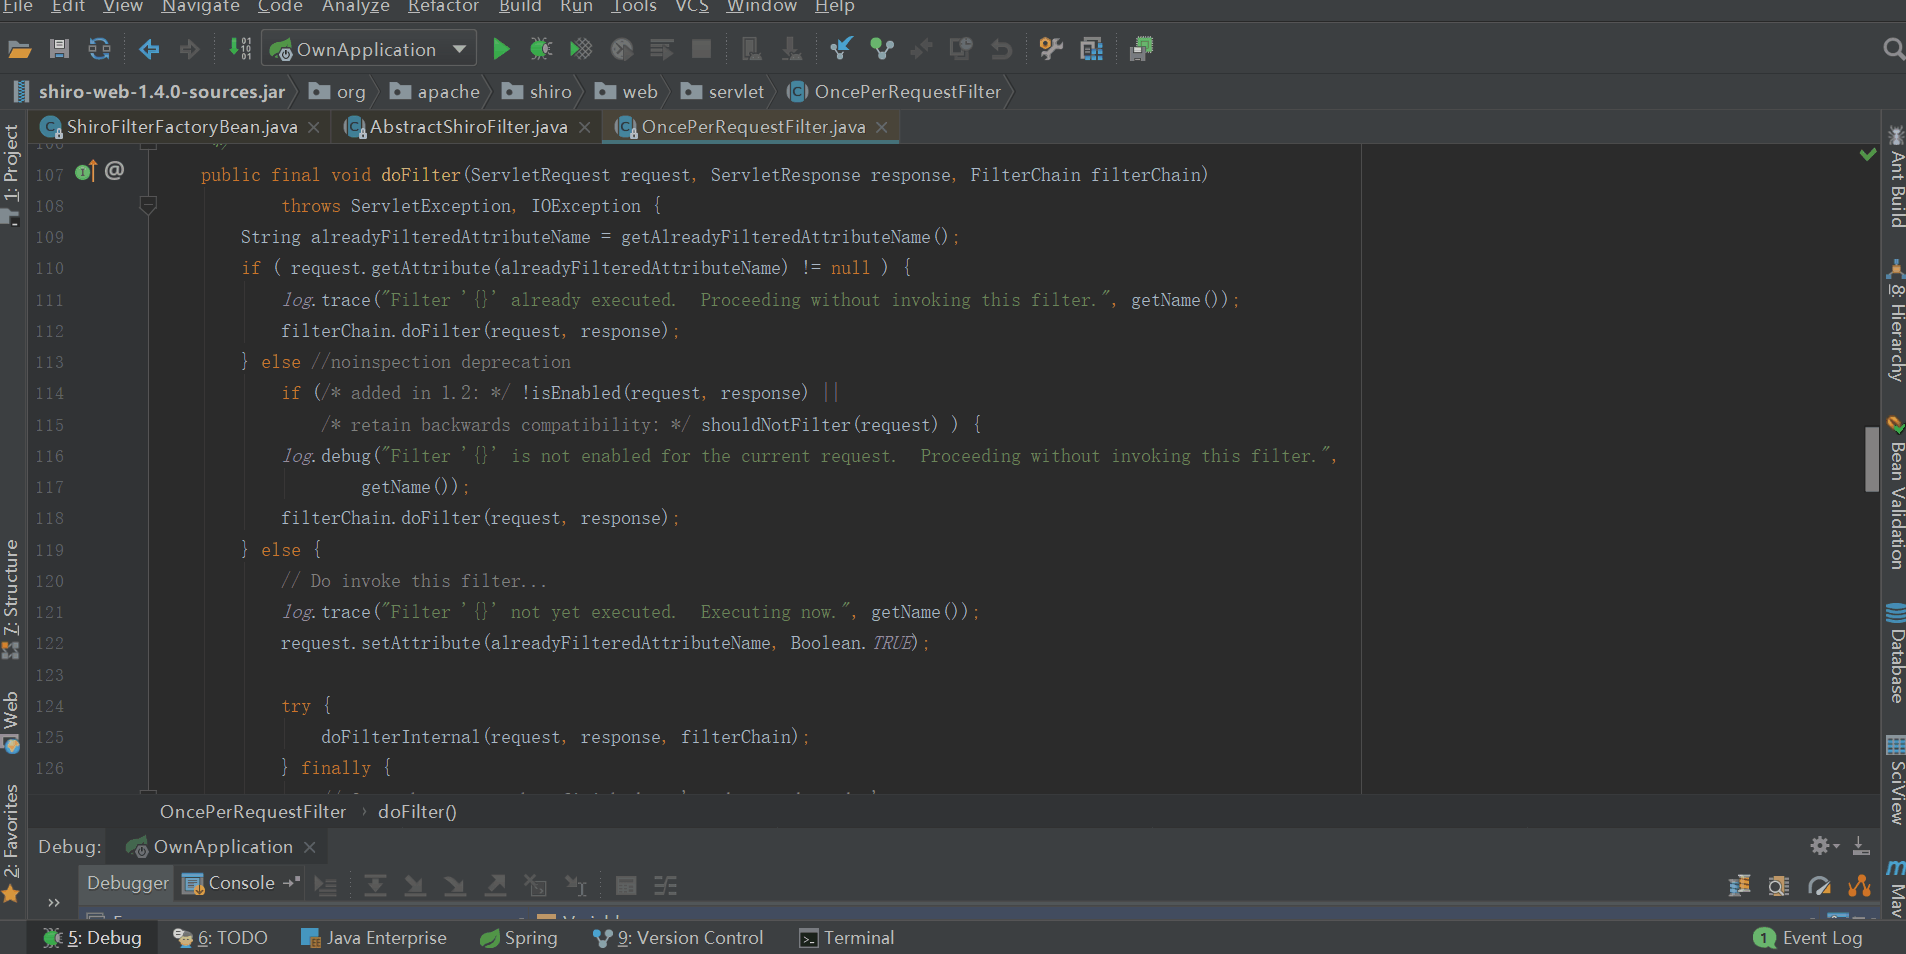 File Edit View Navigate Code Analyze Refactor Build Run Tools VCS Window Help
OwnApplication
shiro-web-1.4.0-sources.jar org apache shiro web servlet OncePerRequestFilter
ShiroFilterFactoryBean.java AbstractShiroFilter.java OncePerRequestFilter.java
106 */
107 public final void doFilter(ServletRequest request, ServletResponse response, FilterChain filterChain)
108 throws ServletException, IOException {
109 String alreadyFilteredAttributeName = getAlreadyFilteredAttributeName();
110 if ( request.getAttribute(alreadyFilteredAttributeName) != null ) {
111 log.trace("Filter '{}' already executed.  Proceeding without invoking this filter.", getName());
112 filterChain.doFilter(request, response);
113 } else //noinspection deprecation
114 if (/* added in 1.2: */ !isEnabled(request, response) ||
115 /* retain backwards compatibility: */ shouldNotFilter(request) ) {
116 log.debug("Filter '{}' is not enabled for the current request.  Proceeding without invoking this filter.",
117 getName());
118 filterChain.doFilter(request, response);
119 } else {
120 // Do invoke this filter...
121 log.trace("Filter '{}' not yet executed.  Executing now.", getName());
122 request.setAttribute(alreadyFilteredAttributeName, Boolean.TRUE);
123
124 try {
125 doFilterInternal(request, response, filterChain);
126 } finally {
OncePerRequestFilter › doFilter()
Debug: OwnApplication
Debugger Console
5: Debug 6: TODO Java Enterprise Spring 9: Version Control Terminal 1 Event Log
1: Project
7: Structure
Web
2: Favorites
Ant Build
8: Hierarchy
Bean Validation
Database
SciView